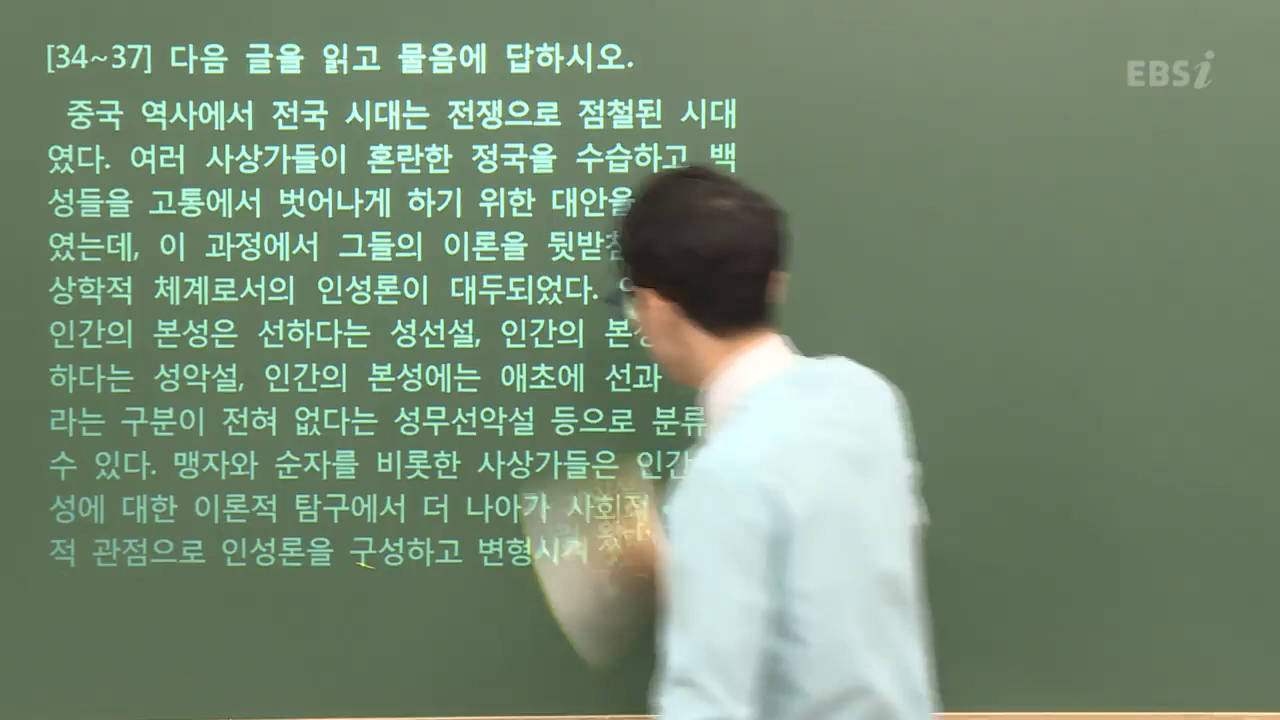 [34~37] 다음 글을 읽고 물음에 답하시오.
EBSi
중국 역사에서 전국 시대는 전쟁으로 점철된 시대
였다. 여러 사상가들이 혼란한 정국을 수습하고 백
성들을 고통에서 벗어나게 하기 위한 대안을
였는데, 이 과정에서 그들의 이론을 뒷받
상학적 체계로서의 인성론이 대두되었다.
인간의 본성은 선하다는 성선설, 인간의
하다는 성악설, 인간의 본성에는 애초에 선과
라는 구분이 전혀 없다는 성무선악설 등으로 분류
수 있다. 맹자와 순자를 비롯한 사상가들은 인간
성에 대한 이론적 탐구에서 더 나아가 사회적
적 관점으로 인성론을 구성하고 변형시켜